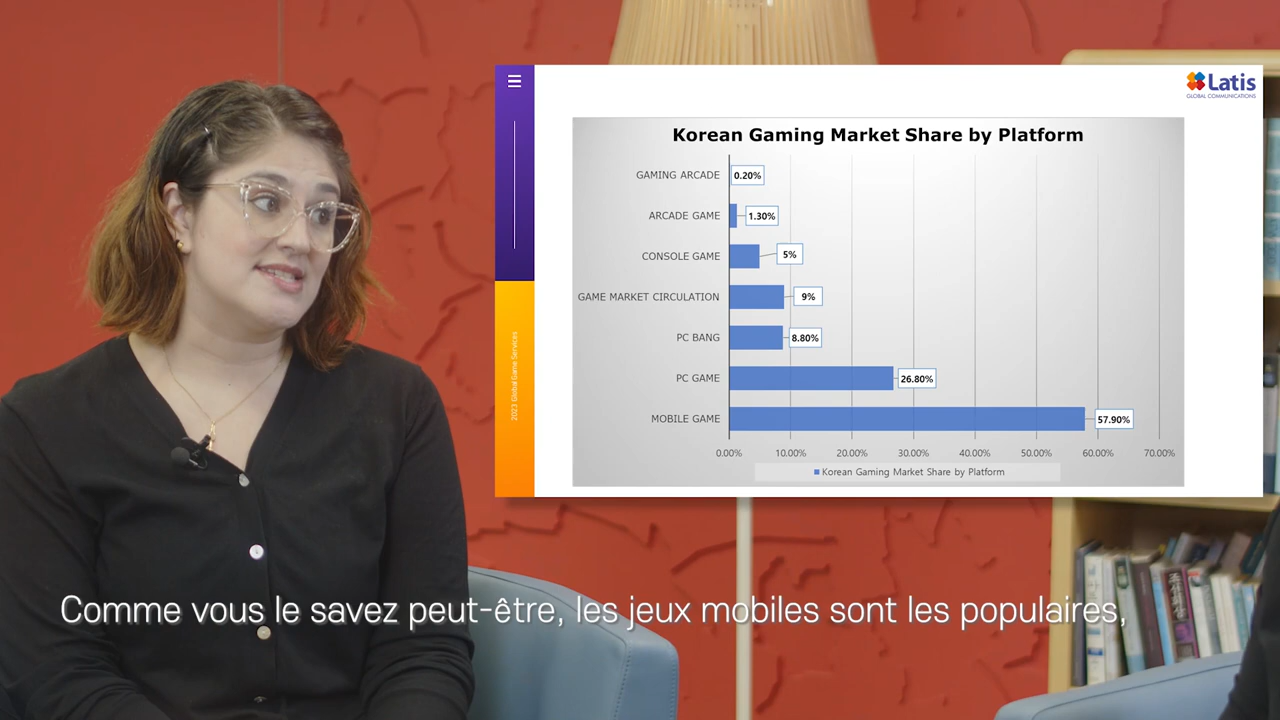 Latis
GLOBAL COMMUNICATIONS
Korean Gaming Market Share by Platform
GAMING ARCADE 0.20%
ARCADE GAME 1.30%
CONSOLE GAME 5%
GAME MARKET CIRCULATION 9%
PC BANG 8.80%
PC GAME 26.80%
MOBILE GAME 57.90%
0.00% 10.00% 20.00% 30.00% 40.00% 50.00% 60.00% 70.00%
Korean Gaming Market Share by Platform
2023 Global Game Services
Comme vous le savez peut-être, les jeux mobiles sont les populaires,